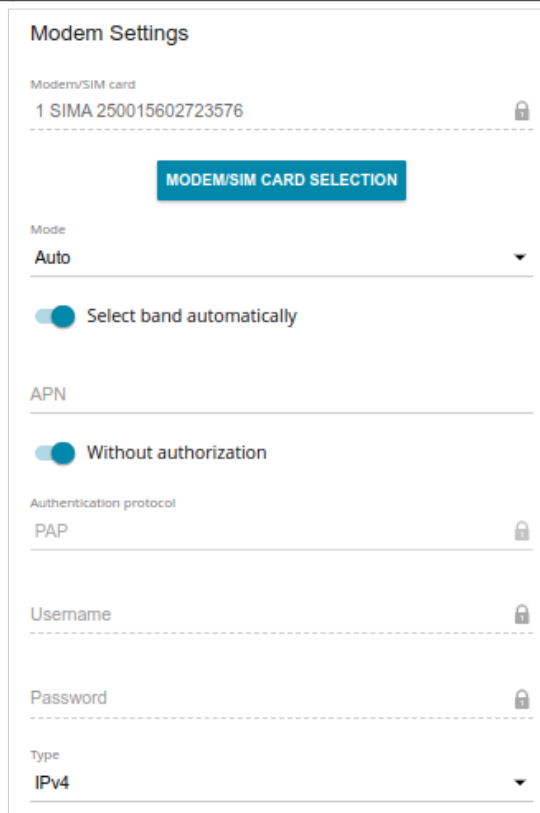 Modem Settings
Modem/SIM card
1 SIMA 250015602723576
MODEM/SIM CARD SELECTION
Mode
Auto
Select band automatically
APN
Without authorization
Authentication protocol
PAP
Username
Password
Type
IPv4